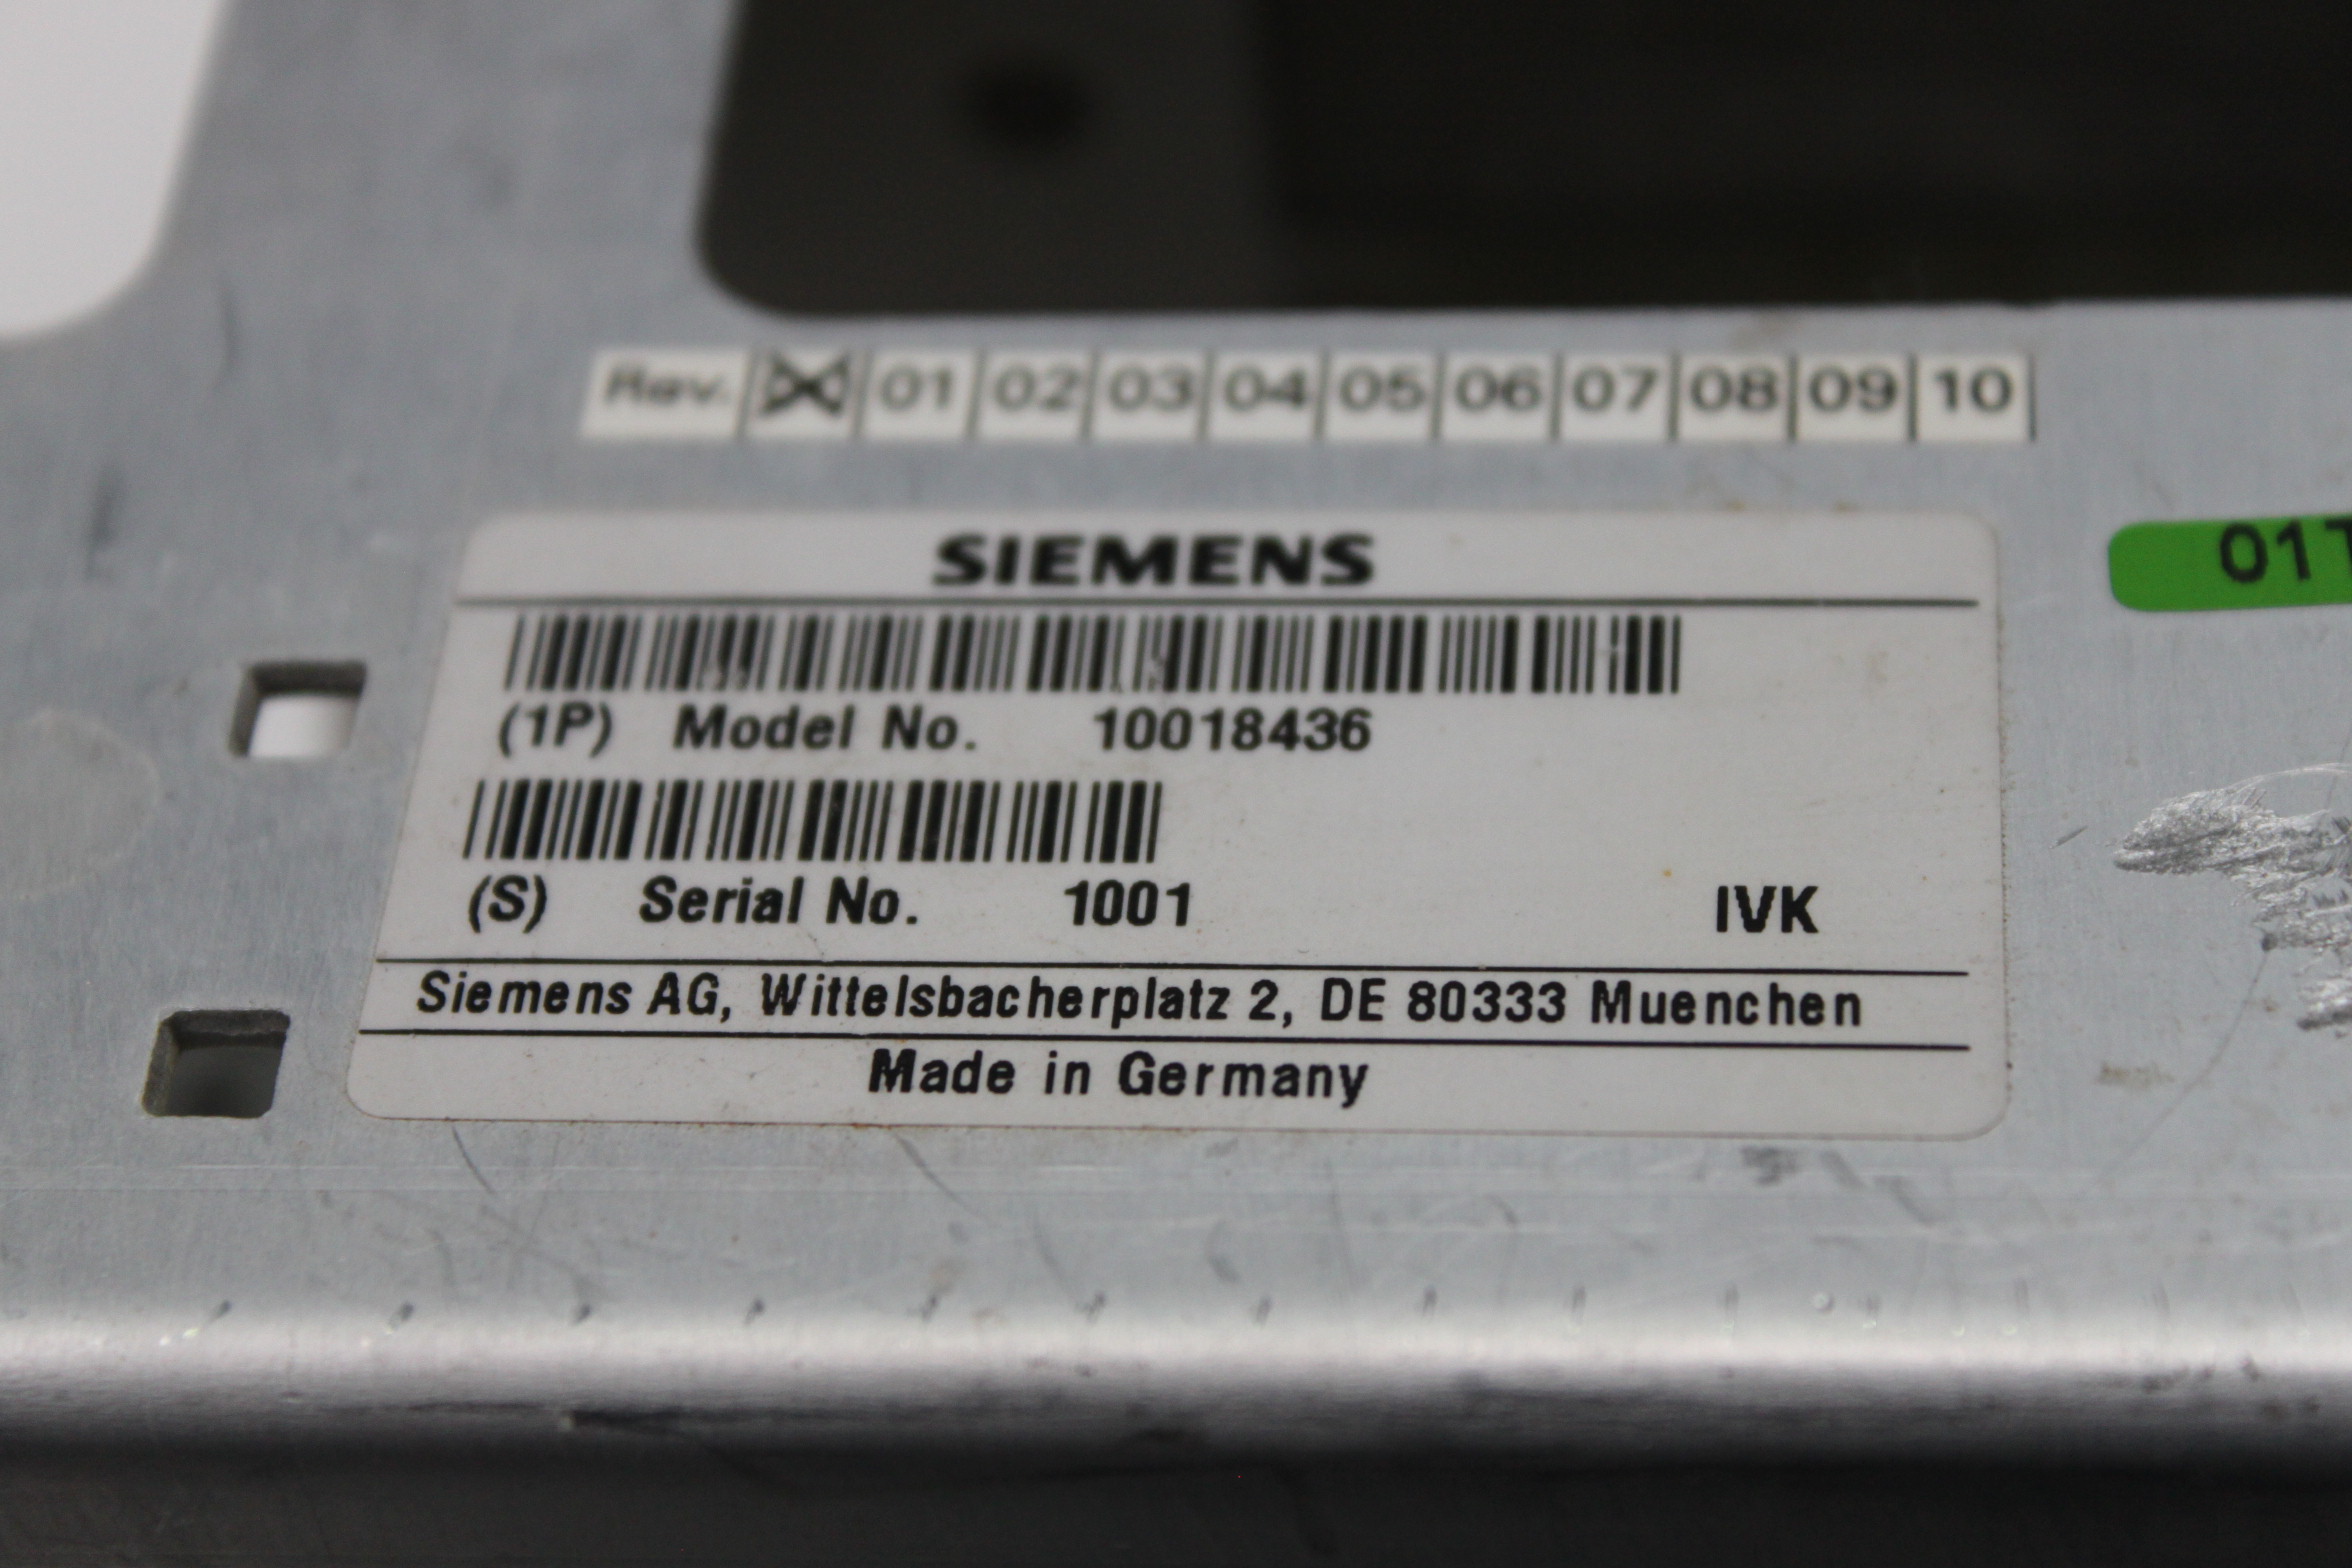 Rev. 01 02 03 04 05 06 07 08 09 10
SIEMENS
01
(1P) Model No. 10018436
(S) Serial No. 1001 IVK
Siemens AG, Wittelsbacherplatz 2, DE 80333 Muenchen
Made in Germany